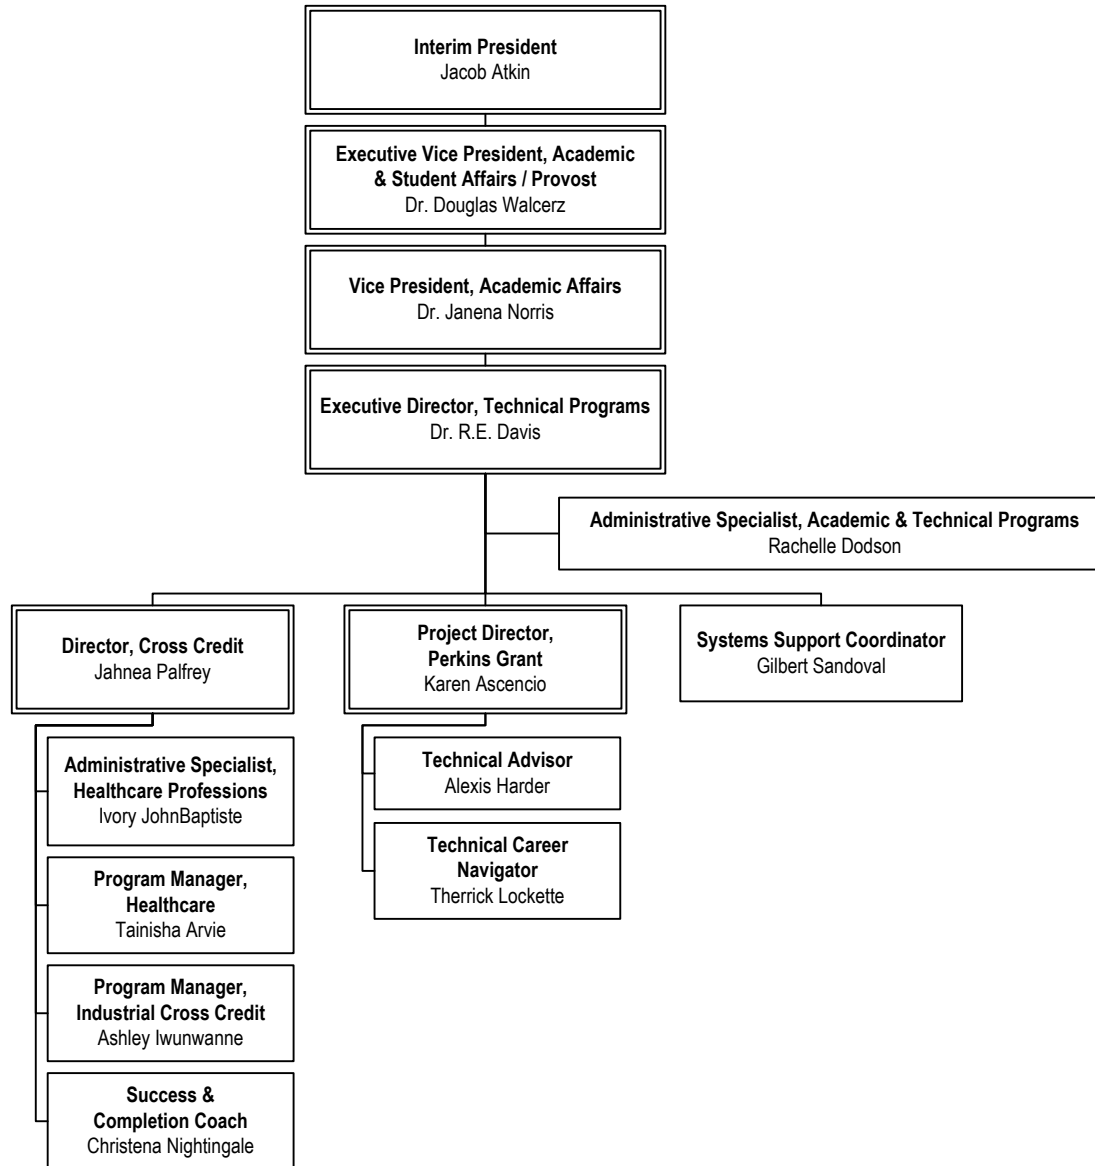 Interim President
Jacob Atkin
Executive Vice President, Academic
& Student Affairs / Provost
Dr. Douglas Walcerz
Vice President, Academic Affairs
Dr. Janena Norris
Executive Director, Technical Programs
Dr. R.E. Davis
Administrative Specialist, Academic & Technical Programs
Rachelle Dodson
Director, Cross Credit
Jahnea Palfrey
Administrative Specialist,
Healthcare Professions
Ivory JohnBaptiste
Program Manager,
Healthcare
Tainisha Arvie
Program Manager,
Industrial Cross Credit
Ashley Iwunwanne
Success &
Completion Coach
Christena Nightingale
Project Director,
Perkins Grant
Karen Ascencio
Technical Advisor
Alexis Harder
Technical Career
Navigator
Therrick Lockette
Systems Support Coordinator
Gilbert Sandoval